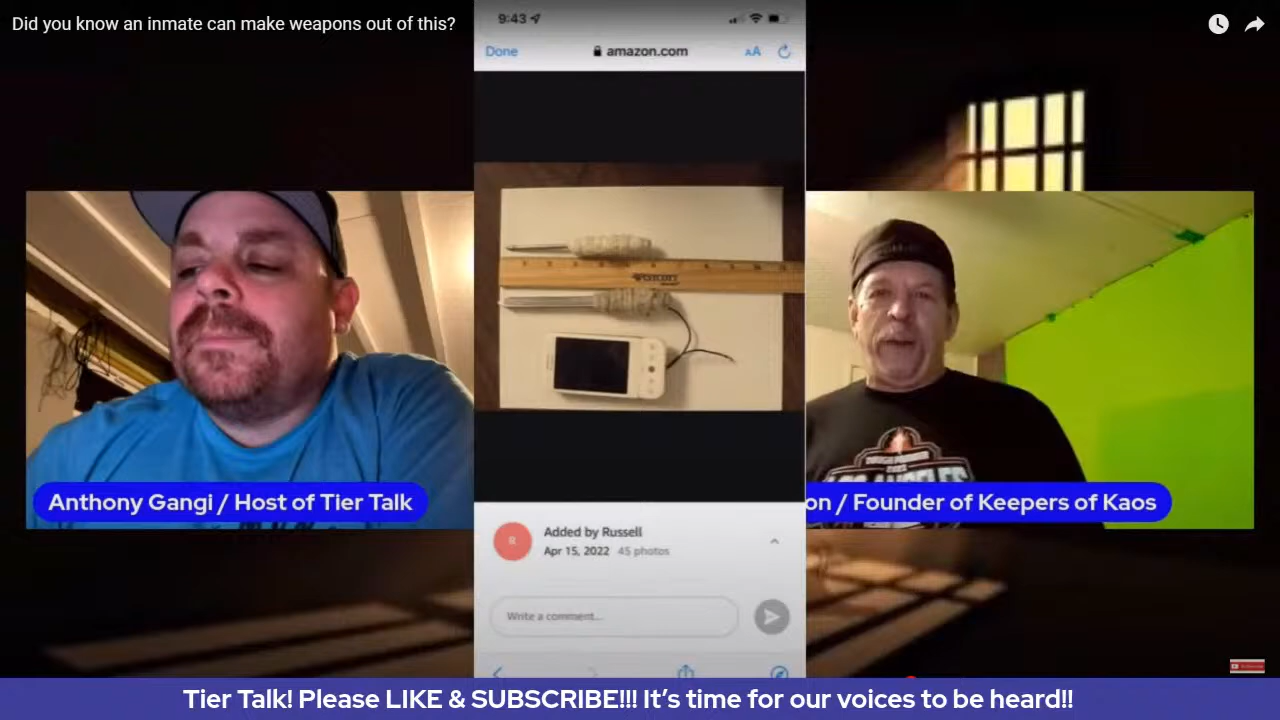 Did you know an inmate can make weapons out of this?
9:43
Done
amazon.com
AA
WESTCOTT
Anthony Gangi / Host of Tier Talk
on / Founder of Keepers of Kaos
R
Added by Russell
Apr 15, 2022 45 photos
Write a comment...
Tier Talk! Please LIKE & SUBSCRIBE!!! It’s time for our voices to be heard!!